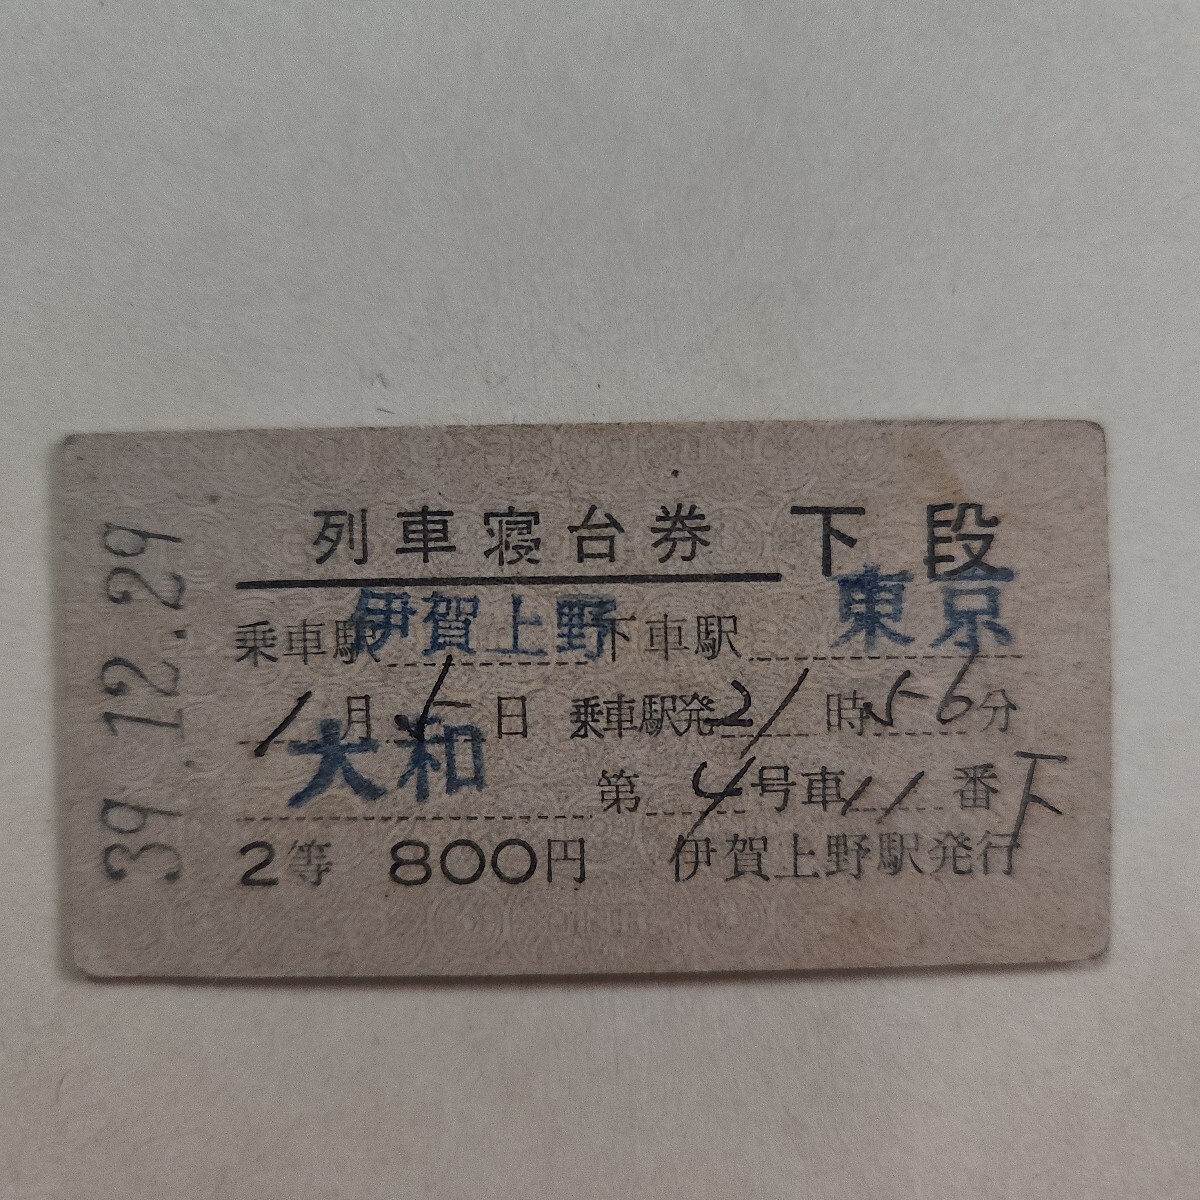 39.12.29
列車寝台券 下段
乗車駅 伊賀上野 下車駅 東京
1月 日 乗車駅発 21時56分
大和 第4号車 11番 下
2等 800円 伊賀上野駅発行